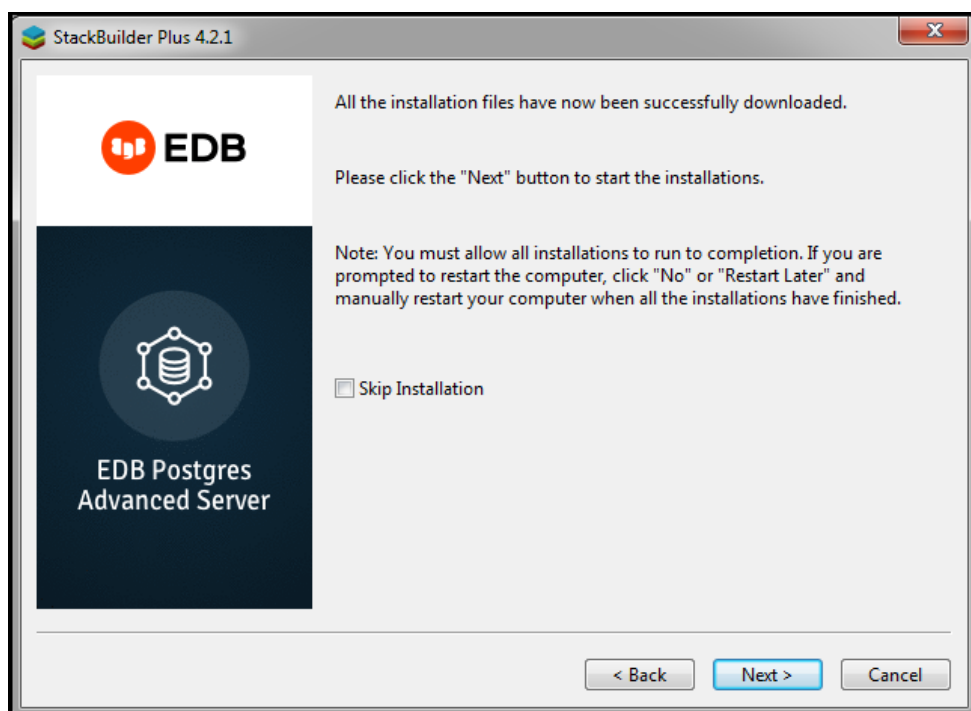 StackBuilder Plus 4.2.1
EDB
All the installation files have now been successfully downloaded.
Please click the "Next" button to start the installations.
Note: You must allow all installations to run to completion. If you are
prompted to restart the computer, click "No" or "Restart Later" and
manually restart your computer when all the installations have finished.
Skip Installation
EDB Postgres
Advanced Server
< Back
Next >
Cancel